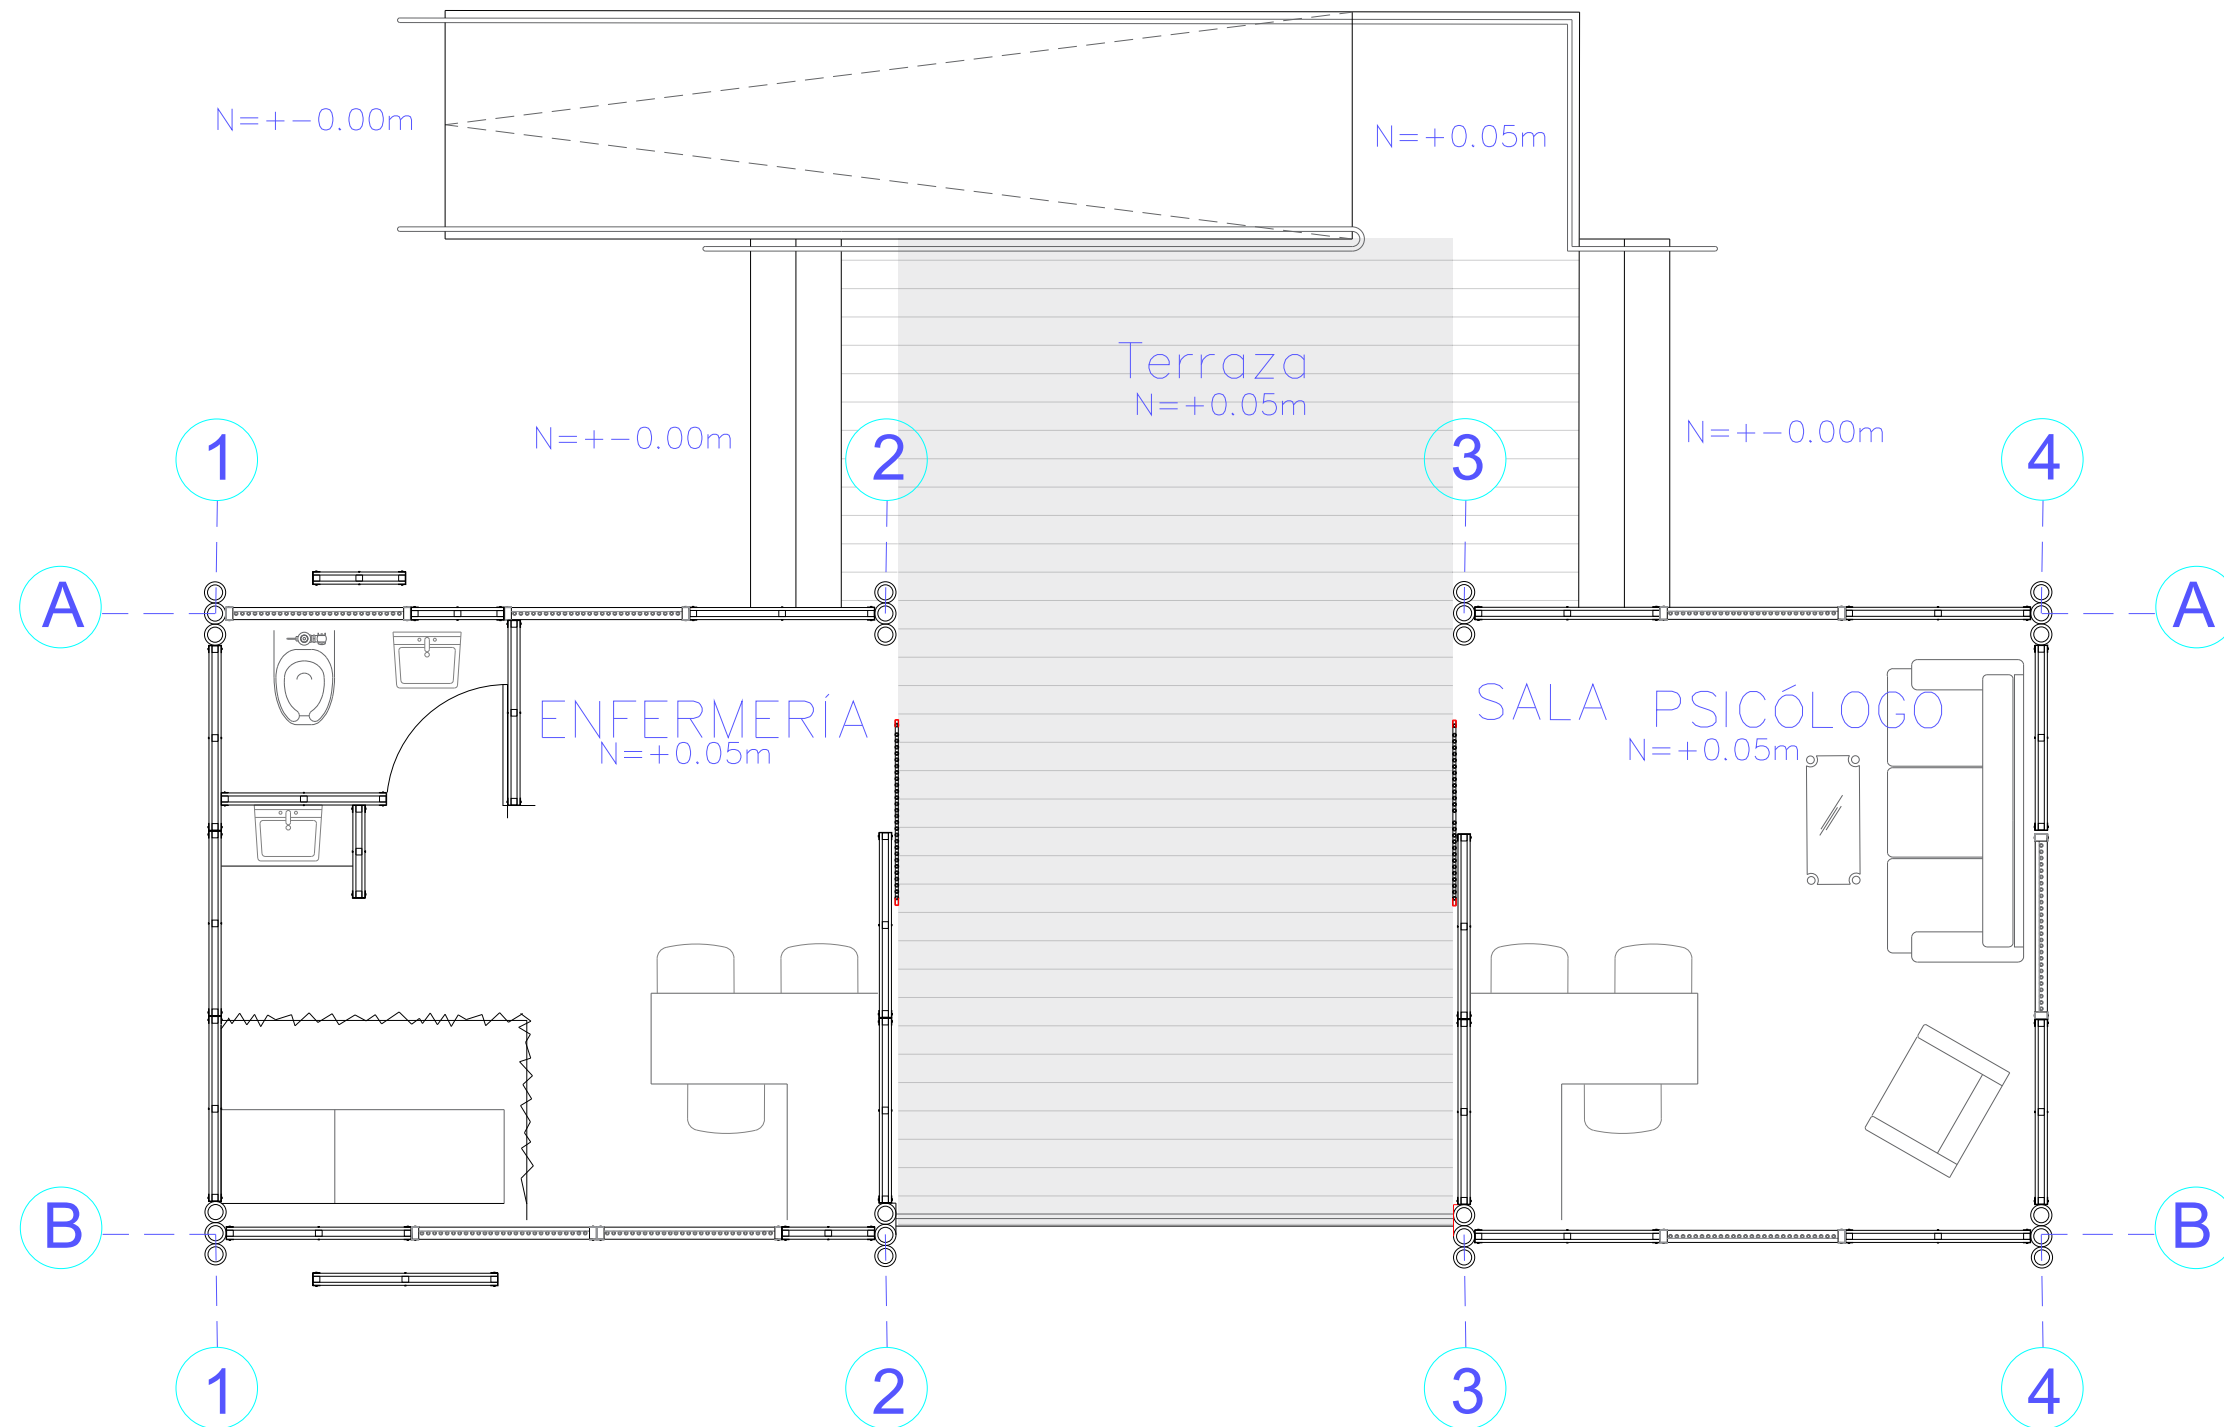 N=+-0.00m
N=+0.05m
Terraza
N=+0.05m
N=+-0.00m
N=+-0.00m
1
2
3
4
A
A
ENFERMERÍA
N=+0.05m
SALA PSICÓLOGO
N=+0.05m
B
B
1
2
3
4